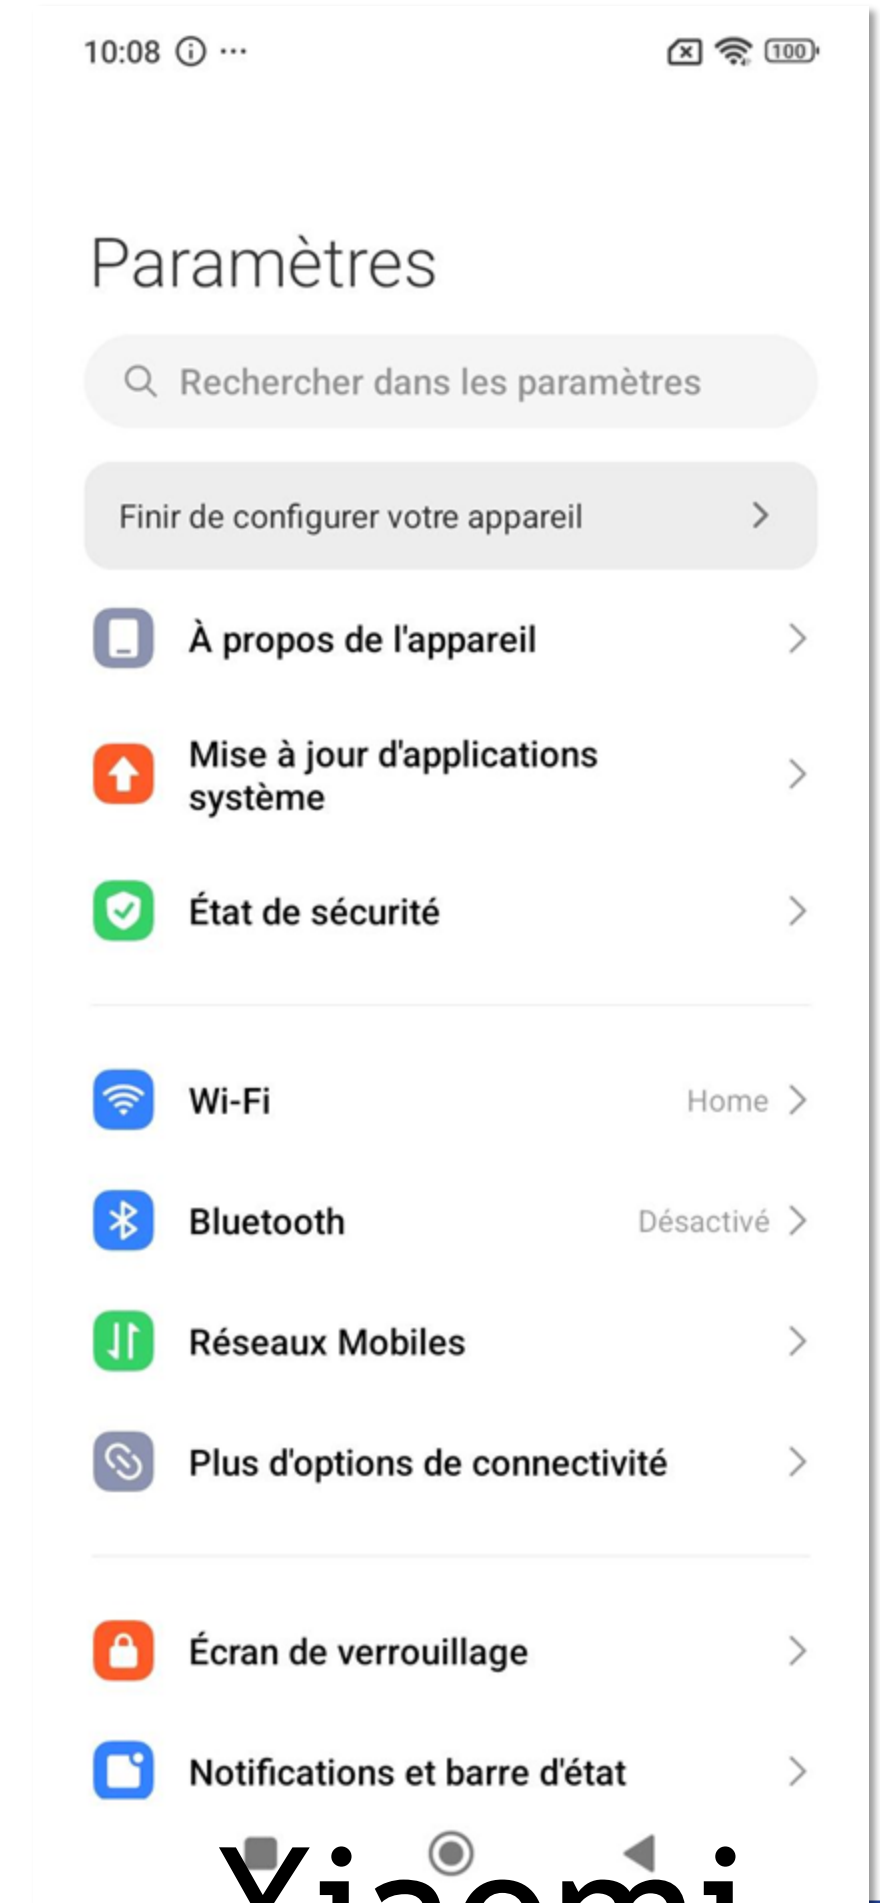 10:08
100
Paramètres
Rechercher dans les paramètres
Finir de configurer votre appareil
À propos de l'appareil
Mise à jour d'applications
système
État de sécurité
Wi-Fi
Home
Bluetooth
Désactivé
Réseaux Mobiles
Plus d'options de connectivité
Écran de verrouillage
Notifications et barre d'état
Xiaomi